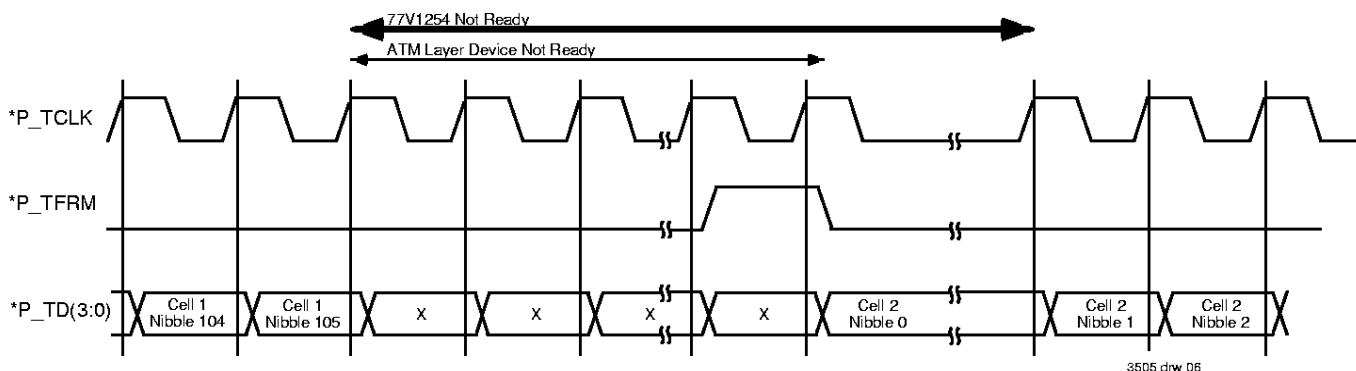 77V1254 Not Ready
ATM Layer Device Not Ready
*P_TCLK
*P_TFRM
*P_TD(3:0)
Cell 1
Nibble 104
Cell 1
Nibble 105
X
X
X
X
Cell 2
Nibble 0
Cell 2
Nibble 1
Cell 2
Nibble 2
3505 drw 06